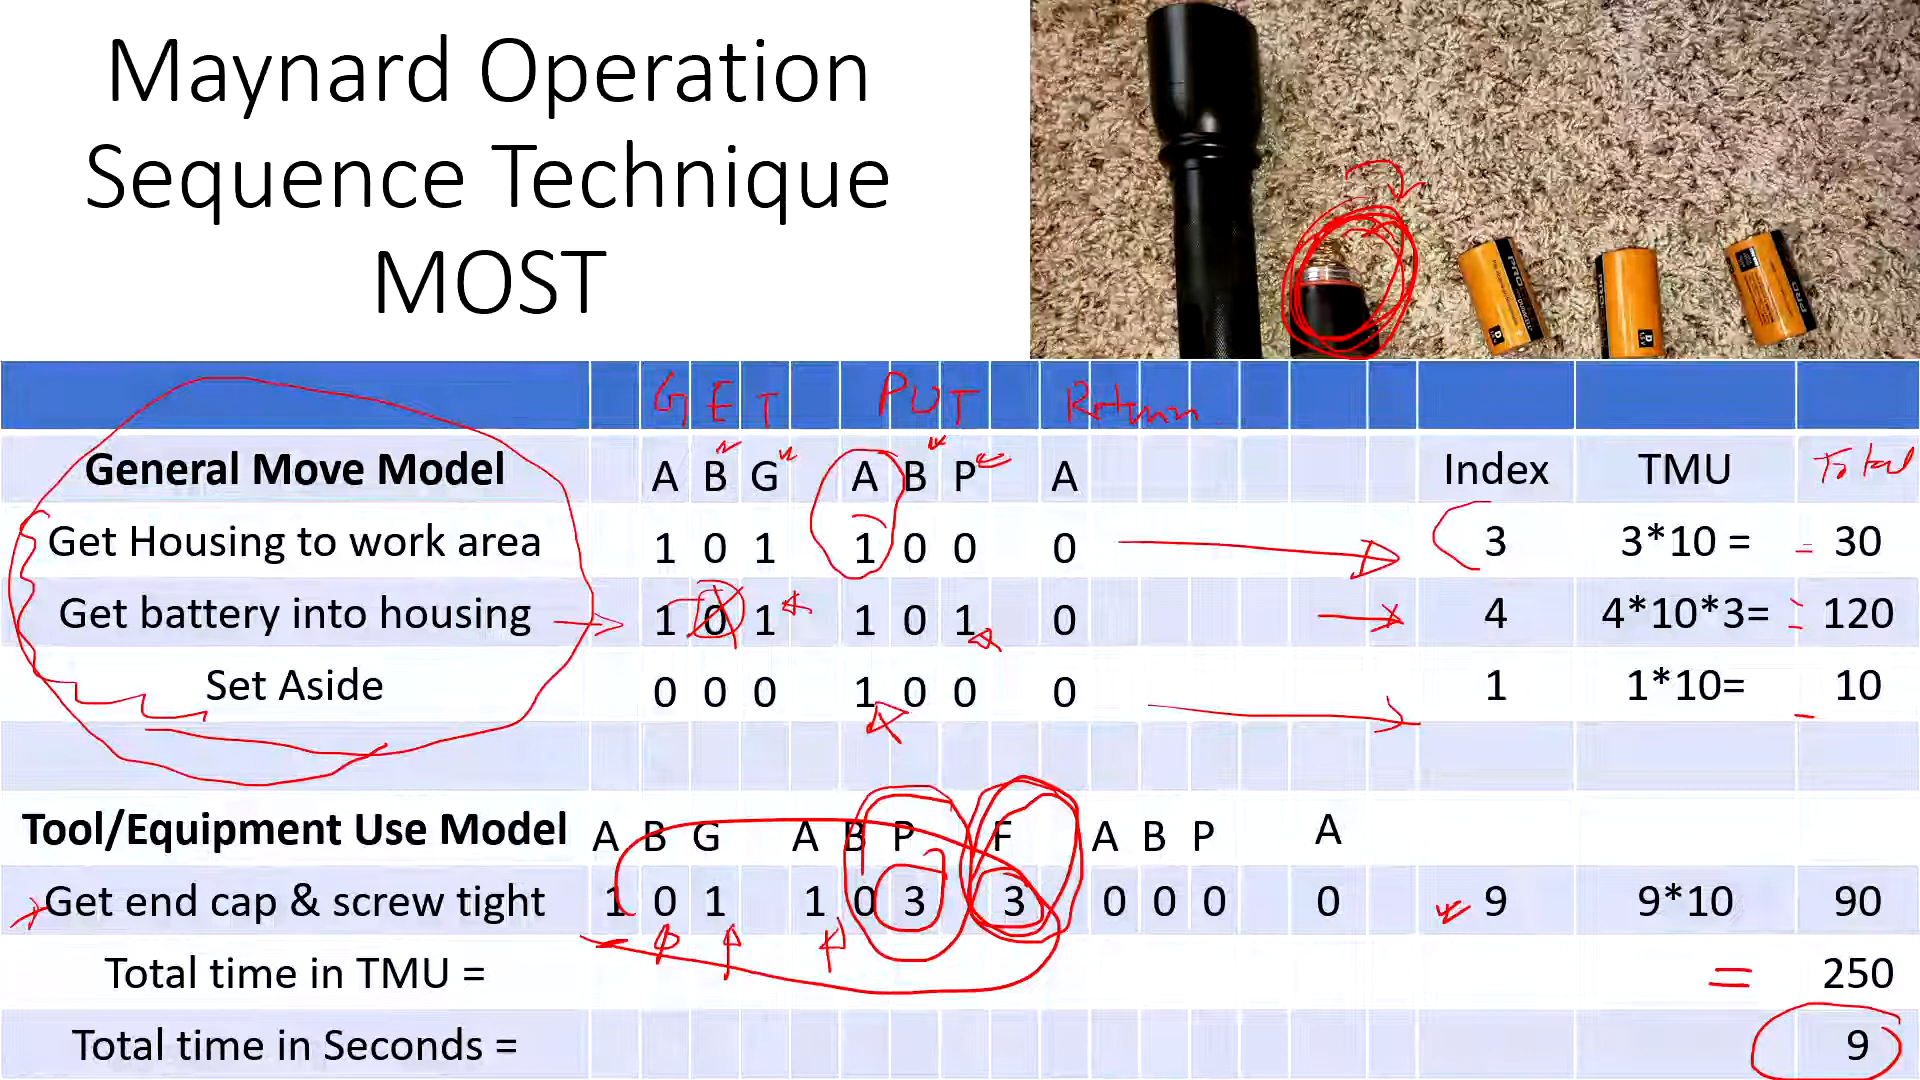 Maynard Operation
Sequence Technique
MOST
PRO
D
PRO
GET PUT Return
General Move Model A B G A B P A Index TMU Total
Get Housing to work area 1 0 1 1 0 0 0 3 3*10 = = 30
Get battery into housing 1 0 1 1 0 1 0 4 4*10*3= = 120
Set Aside 0 0 0 1 0 0 0 1 1*10= 10
Tool/Equipment Use Model A B G A B P F A B P A
Get end cap & screw tight 1 0 1 1 0 3 3 0 0 0 0 9 9*10 90
Total time in TMU = = 250
Total time in Seconds = 9